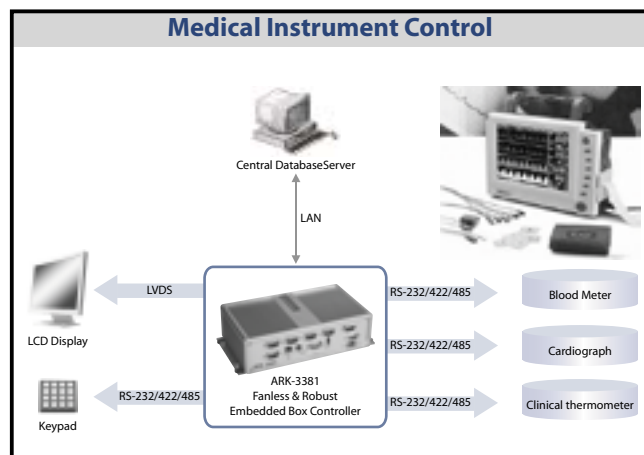 Medical Instrument Control
Central DatabaseServer
LAN
LVDS
LCD Display
RS-232/422/485
Keypad
ARK-3381
Fanless & Robust
Embedded Box Controller
RS-232/422/485
Blood Meter
RS-232/422/485
Cardiograph
RS-232/422/485
Clinical thermometer